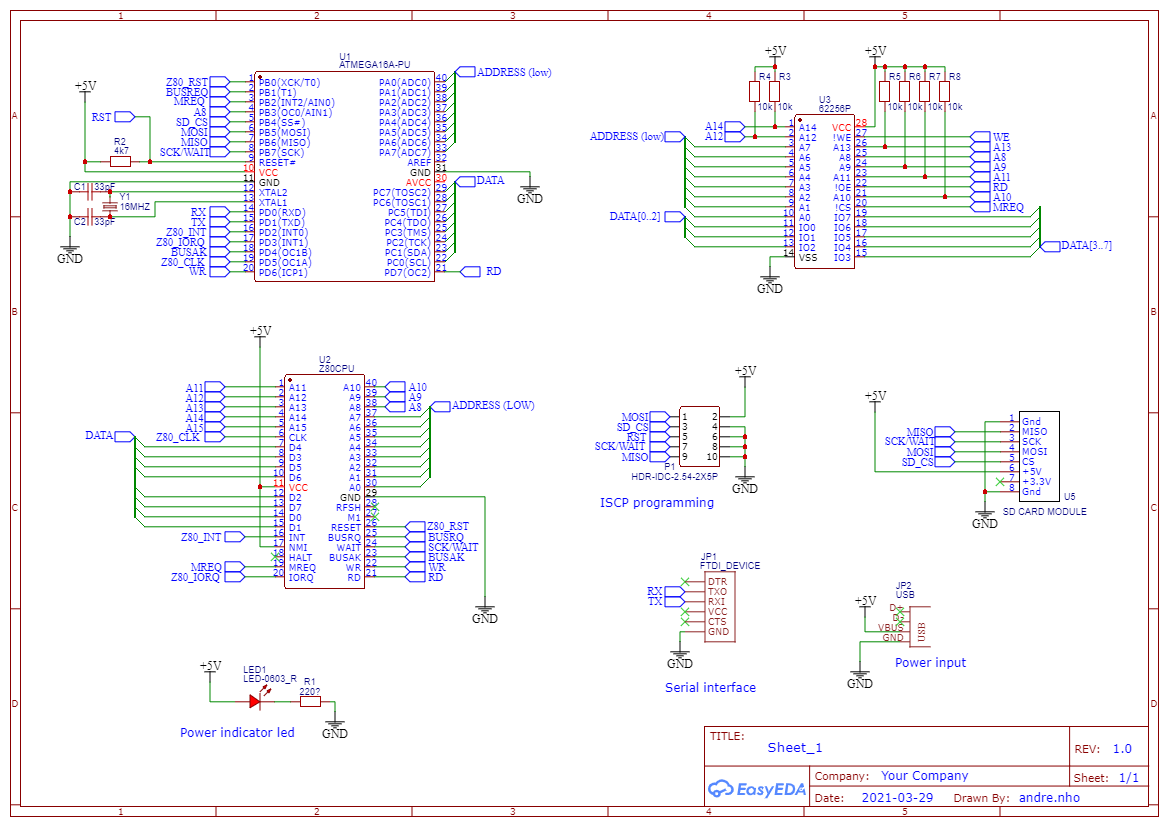 1 2 3 4 5
A A
B B
C C
D D
1 2 3 4 5
U1
ATMEGA16A-PU
+5V
RST
R2
4k7
C1 33pF
Y1
16MHZ
C2 33pF
GND
Z80_RST 1 PB0(XCK/T0)
BUSREQ 2 PB1(T1)
MREQ 3 PB2(INT2/AIN0)
A8 4 PB3(OC0/AIN1)
SD_CS 5 PB4(SS#)
MOSI 6 PB5(MOSI)
MISO 7 PB6(MISO)
SCK/WAIT 8 PB7(SCK)
9 RESET#
10 VCC
11 GND
12 XTAL2
13 XTAL1
RX 14 PD0(RXD)
TX 15 PD1(TXD)
Z80_INT 16 PD2(INT0)
Z80_IORQ 17 PD3(INT1)
BUSAK 18 PD4(OC1B)
Z80_CLK 19 PD5(OC1A)
WR 20 PD6(ICP1)
PA0(ADC0) 40 ADDRESS (low)
PA1(ADC1) 39
PA2(ADC2) 38
PA3(ADC3) 37
PA4(ADC4) 36
PA5(ADC5) 35
PA6(ADC6) 34
PA7(ADC7) 33
AREF 32
GND 31
AVCC 30 DATA
PC7(TOSC2) 29
PC6(TOSC1) 28
PC5(TDI) 27
PC4(TDO) 26
PC3(TMS) 25
PC2(TCK) 24
PC1(SDA) 23
PC0(SCL) 22
PD7(OC2) 21 RD
GND
+5V
R4 R3
10k 10k
+5V
R5 R6 R7 R8
10k 10k 10k 10k
U3
62256P
A14 1 A14
A12 2 A12
ADDRESS (low) 3 A7
4 A6
5 A5
6 A4
7 A3
8 A2
9 A1
DATA[0..2] 10 A0
11 IO0
12 IO1
13 IO2
14 VSS
GND
VCC 28
!WE 27 WE
A13 26 A13
A8 25 A8
A9 24 A9
A11 23 A11
!OE 22 RD
A10 21 A10
!CS 20 MREQ
IO7 19
IO6 18
IO5 17
IO4 16 DATA[3..7]
IO3 15
+5V
U2
Z80CPU
A11 1 A11
A12 2 A12
A13 3 A13
A14 4 A14
A15 5 A15
Z80_CLK 6 CLK
DATA 7 D4
8 D3
9 D5
10 D6
11 VCC
12 D2
13 D7
14 D0
15 D1
Z80_INT 16 INT
17 NMI
18 HALT
MREQ 19 MREQ
Z80_IORQ 20 IORQ
A10 40 A10
A9 39 A9
A8 38 A8
A7 37 ADDRESS (LOW)
A6 36
A5 35
A4 34
A3 33
A2 32
A1 31
A0 30
GND 29
RFSH 28
M1 27
RESET 26 Z80_RST
BUSRQ 25 BUSRQ
WAIT 24 SCK/WAIT
BUSAK 23 BUSAK
WR 22 WR
RD 21 RD
GND
+5V
MOSI 1 2
SD_CS 3 4
RST 5 6
SCK/WAIT 7 8
MISO 9 10
P1
HDR-IDC-2.54-2X5P
GND
ISCP programming
+5V
1 Gnd
MISO 2 MISO
SCK/WAIT 3 SCK
MOSI 4 MOSI
SD_CS 5 CS
6 +5V
7 +3.3V
8 Gnd
U5
SD CARD MODULE
GND
JP1
FTDI_DEVICE
DTR
RX TXO
TX RXI
VCC
CTS
GND
GND
Serial interface
JP2
USB
+5V
D+
D-
VBUS
GND
USB
GND
Power input
+5V
LED1
LED-0603_R
R1
220?
GND
Power indicator led
TITLE:
Sheet_1
REV: 1.0
EasyEDA
Company: Your Company
Sheet: 1/1
Date: 2021-03-29 Drawn By: andre.nho